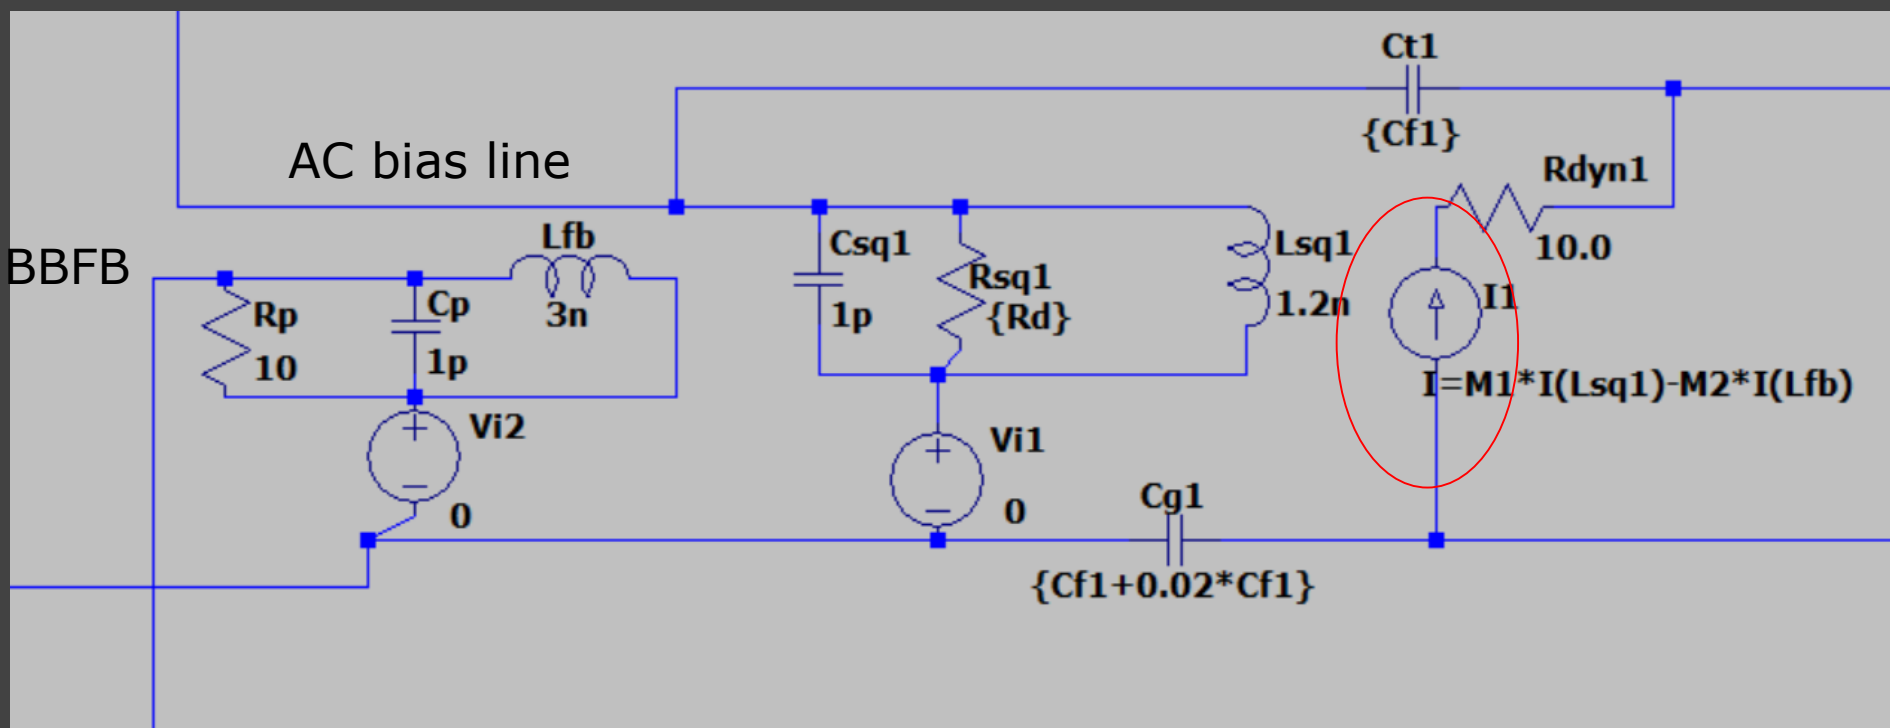 Ct1
{Cf1}
AC bias line
Rdyn1
10.0
BBFB
Lfb
3n
Csq1
1p
Rsq1
{Rd}
Lsq1
1.2n
I1
Rp
10
Cp
1p
I=M1*I(Lsq1)-M2*I(Lfb)
Vi2
0
Vi1
0
Cg1
{Cf1+0.02*Cf1}